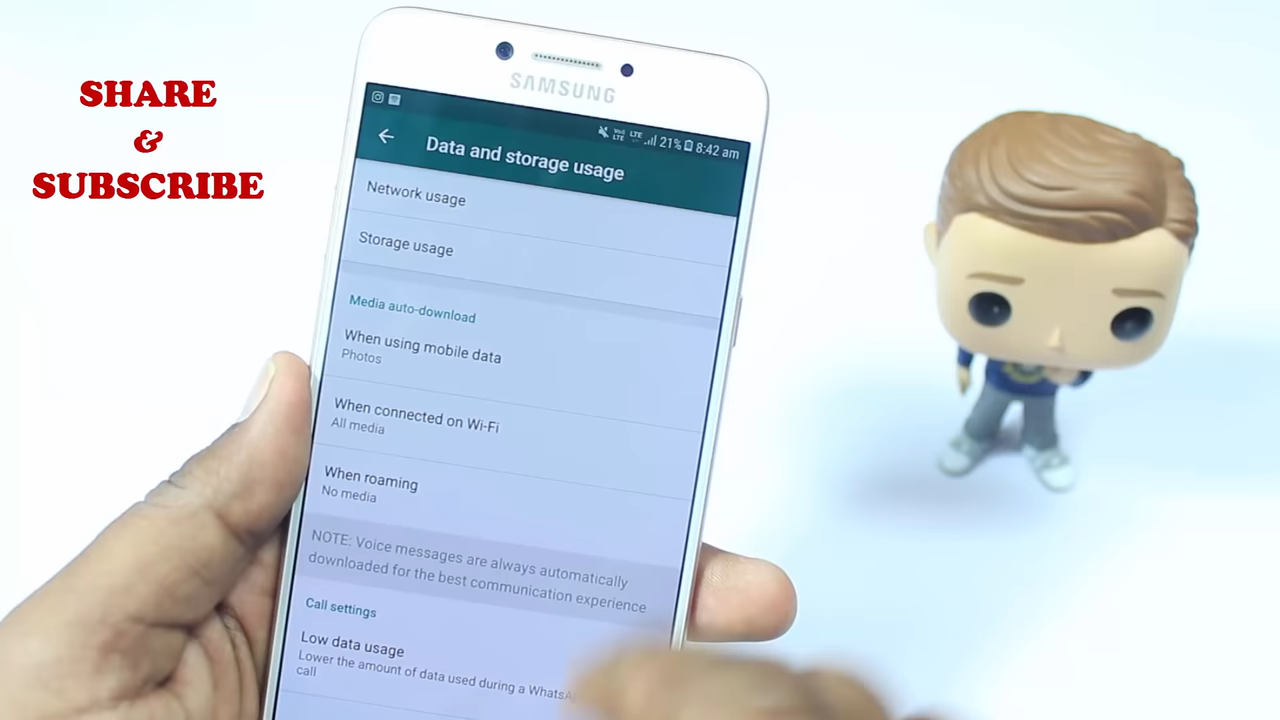 SHARE
&
SUBSCRIBE
SAMSUNG
Vo)
LTE LTE 21% 8:42 am
Data and storage usage
Network usage
Storage usage
Media auto-download
When using mobile data
Photos
When connected on Wi-Fi
All media
When roaming
No media
NOTE: Voice messages are always automatically
downloaded for the best communication experience
Call settings
Low data usage
Lower the amount of data used during a
call